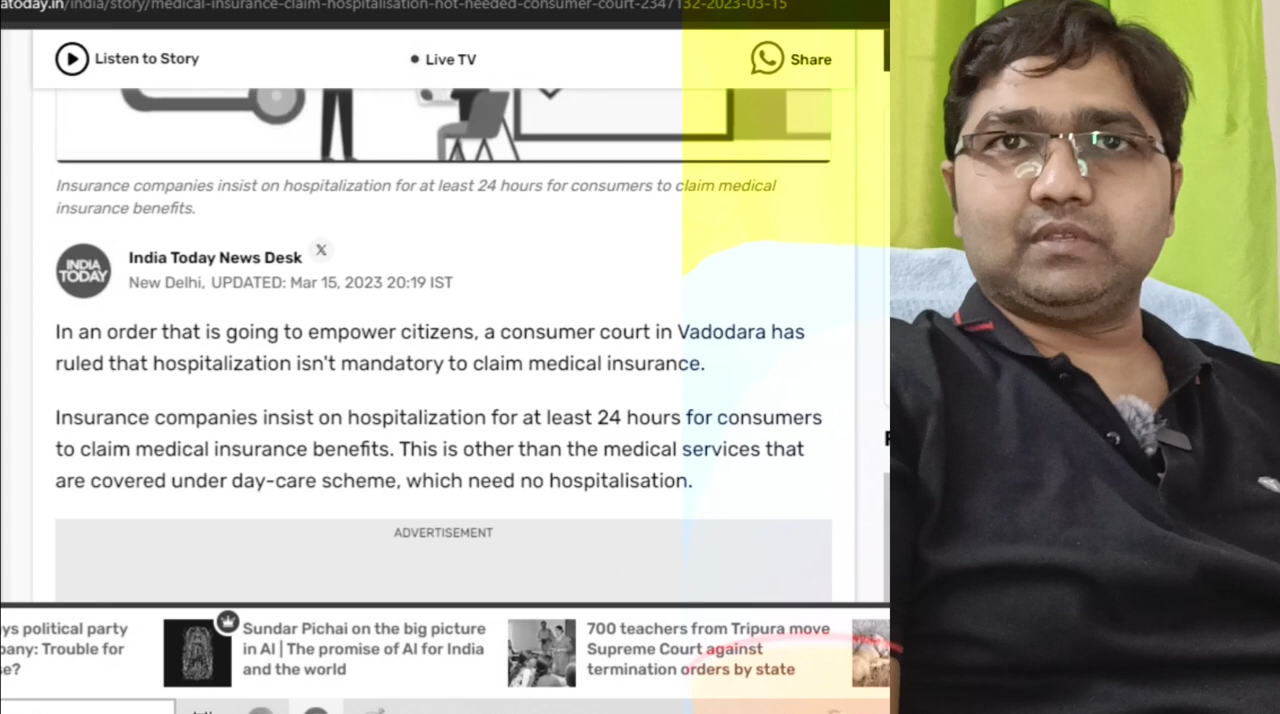 atoday.in/india/story/medical-insurance-claim-hospitalisation-not-needed-consumer-court-2347132-2023-03-15
Listen to Story
Live TV
Share
Insurance companies insist on hospitalization for at least 24 hours for consumers to claim medical
insurance benefits.
INDIA
TODAY
India Today News Desk X
New Delhi, UPDATED: Mar 15, 2023 20:19 IST
In an order that is going to empower citizens, a consumer court in Vadodara has
ruled that hospitalization isn't mandatory to claim medical insurance.
Insurance companies insist on hospitalization for at least 24 hours for consumers
to claim medical insurance benefits. This is other than the medical services that
are covered under day-care scheme, which need no hospitalisation.
ADVERTISEMENT
ys political party
pany: Trouble for
se?
Sundar Pichai on the big picture
in AI | The promise of AI for India
and the world
700 teachers from Tripura move
Supreme Court against
termination orders by state